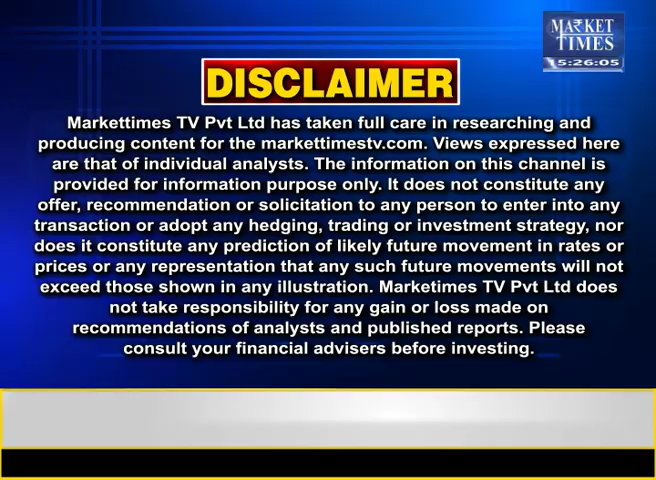 MARKET
TIMES
5:26:05
DISCLAIMER
Markettimes TV Pvt Ltd has taken full care in researching and
producing content for the markettimestv.com. Views expressed here
are that of individual analysts. The information on this channel is
provided for information purpose only. It does not constitute any
offer, recommendation or solicitation to any person to enter into any
transaction or adopt any hedging, trading or investment strategy, nor
does it constitute any prediction of likely future movement in rates or
prices or any representation that any such future movements will not
exceed those shown in any illustration. Marketimes TV Pvt Ltd does
not take responsibility for any gain or loss made on
recommendations of analysts and published reports. Please
consult your financial advisers before investing.